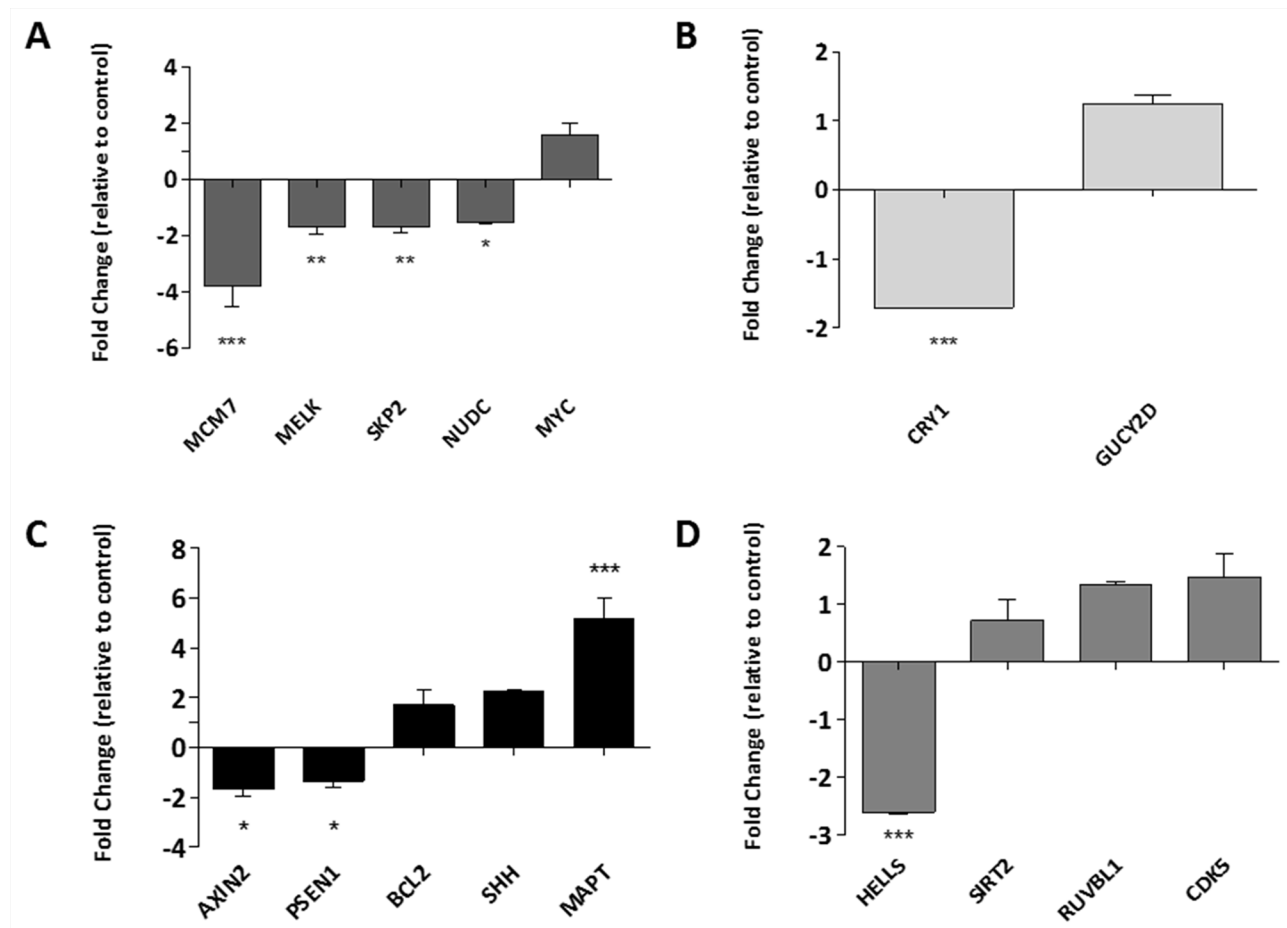 A
Fold Change (relative to control)
4
2
0
-2
-4
-6
***
**
**
*
MCM7
MELK
SKP2
NUDC
MYC
B
Fold Change (relative to control)
2
1
0
-1
-2
***
CRY1
GUCY2D
C
Fold Change (relative to control)
8
6
4
2
0
-2
-4
*
*
***
AXIN2
PSEN1
BCL2
SHH
MAPT
D
Fold Change (relative to control)
2
1
0
-1
-2
-3
***
HELLS
SIRT2
RUVBL1
CDK5